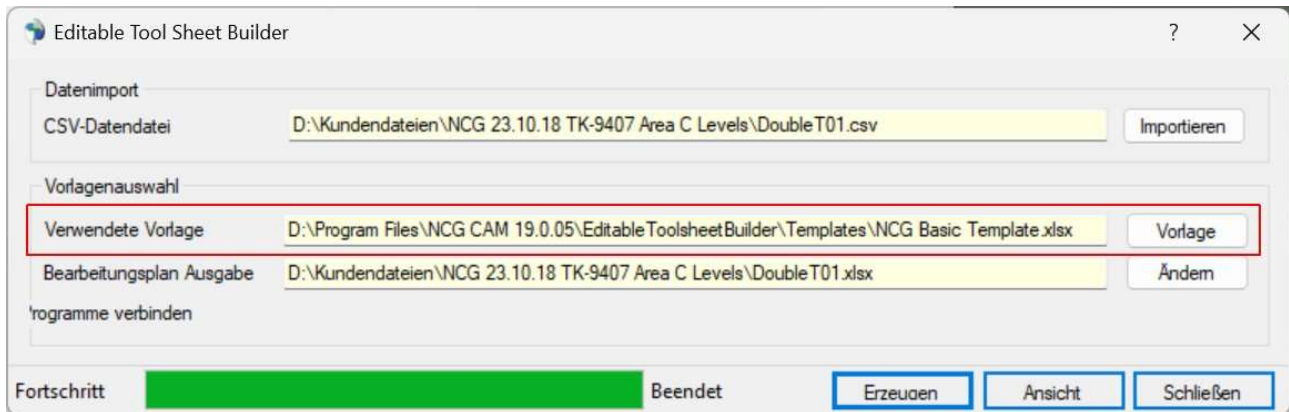 Editable Tool Sheet Builder ?
Datenimport
CSV-Datendatei D:\Kundendateien\NCG 23.10.18 TK-9407 Area C Levels\DoubleT01.csv Importieren
Vorlagenauswahl
Verwendete Vorlage D:\Program Files\NCG CAM 19.0.05\EditableToolsheetBuilder\Templates\NCG Basic Template.xlsx Vorlage
Bearbeitungsplan Ausgabe D:\Kundendateien\NCG 23.10.18 TK-9407 Area C Levels\DoubleT01.xlsx Ändern
rogramme verbinden
Fortschritt Beendet Erzeugen Ansicht Schließen